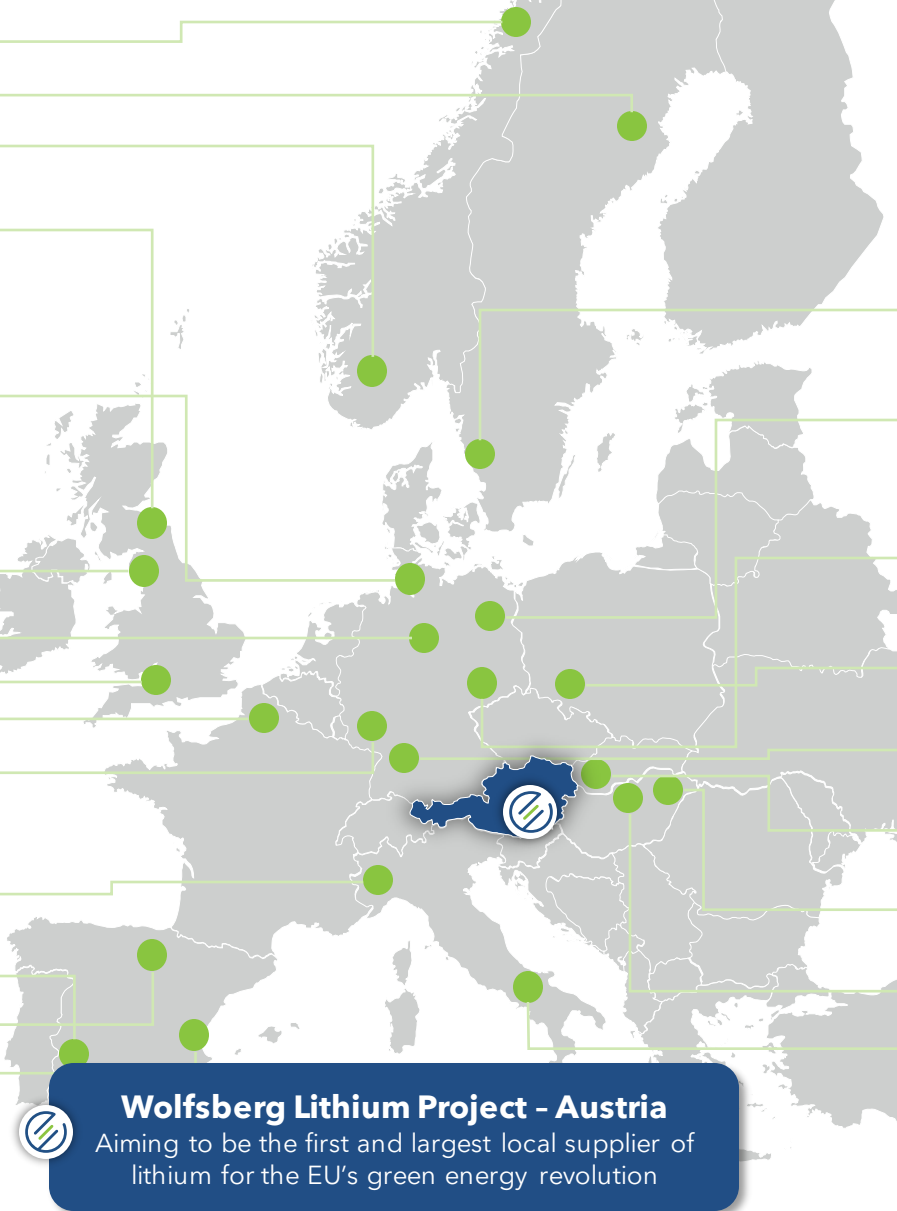 Wolfsberg Lithium Project – Austria
Aiming to be the first and largest local supplier of
lithium for the EU’s green energy revolution